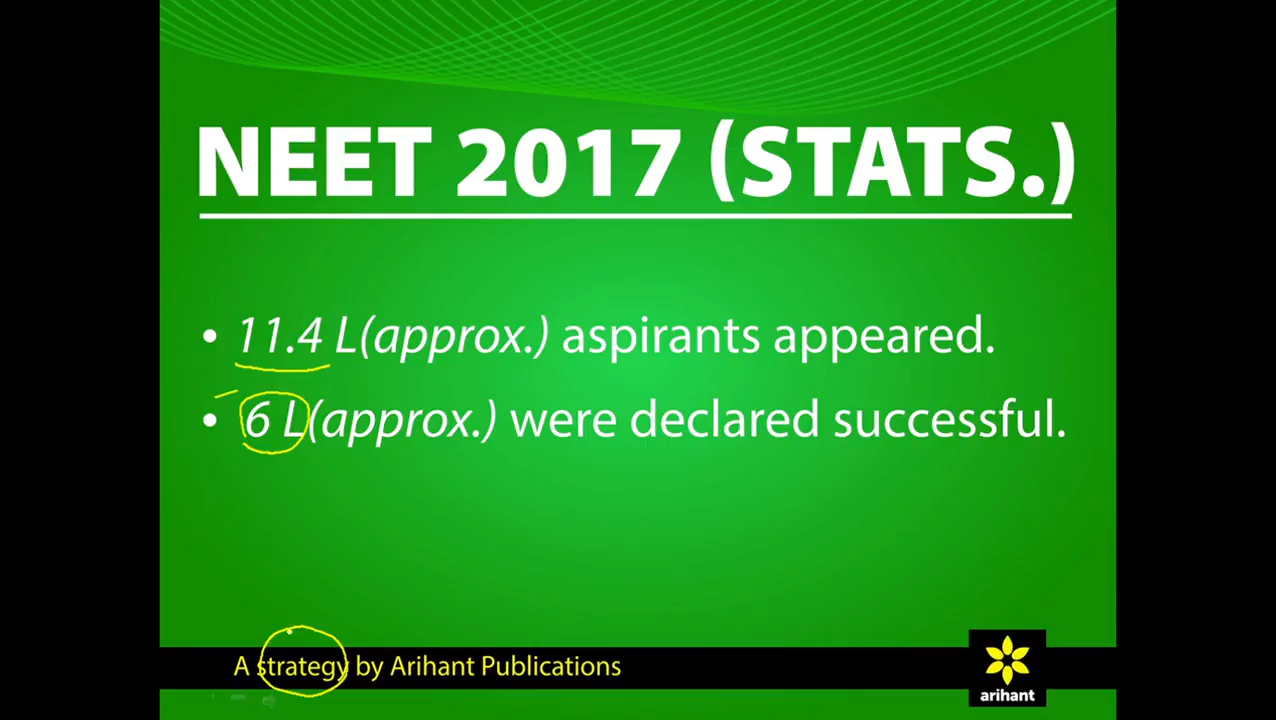 NEET 2017 (STATS.)
• 11.4 L(approx.) aspirants appeared.
• 6 L(approx.) were declared successful.
A strategy by Arihant Publications
arihant